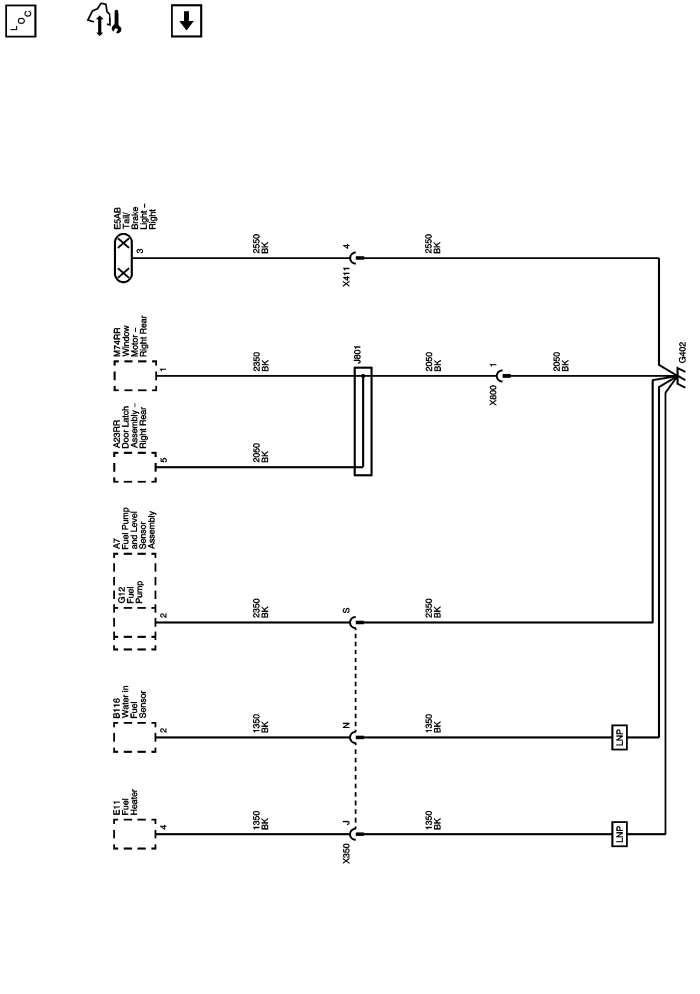 L O C
E5AB
Tail/
Brake
Light –
Right
3
2550
BK
4
X411
2550
BK
M74RR
Window
Motor –
Right Rear
1
2350
BK
J801
2050
BK
1
X800
2050
BK
G402
A23RR
Door Latch
Assembly –
Right Rear
5
2050
BK
A7
Fuel Pump
and Level
Sensor
Assembly
G12
Fuel
Pump
2
2350
BK
S
2350
BK
B116
Water in
Fuel
Sensor
2
1350
BK
N
1350
BK
LNP
E11
Fuel
Heater
4
1350
BK
J
X350
1350
BK
LNP